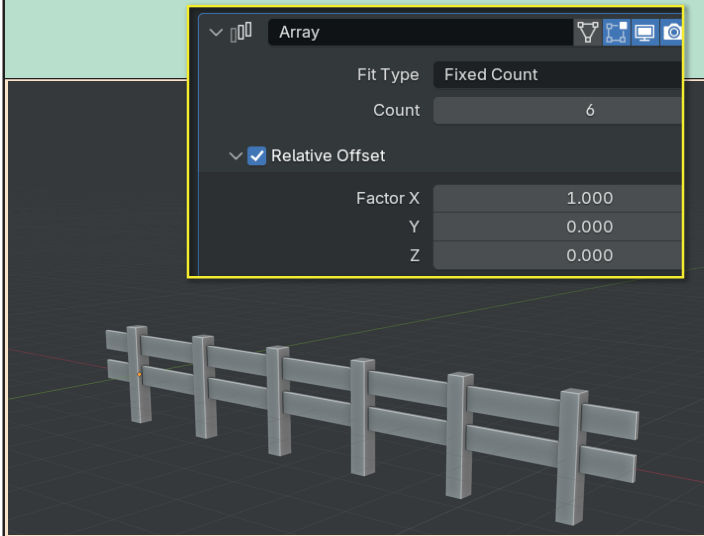 Array
Fit Type Fixed Count
Count 6
Relative Offset
Factor X 1.000
Y 0.000
Z 0.000